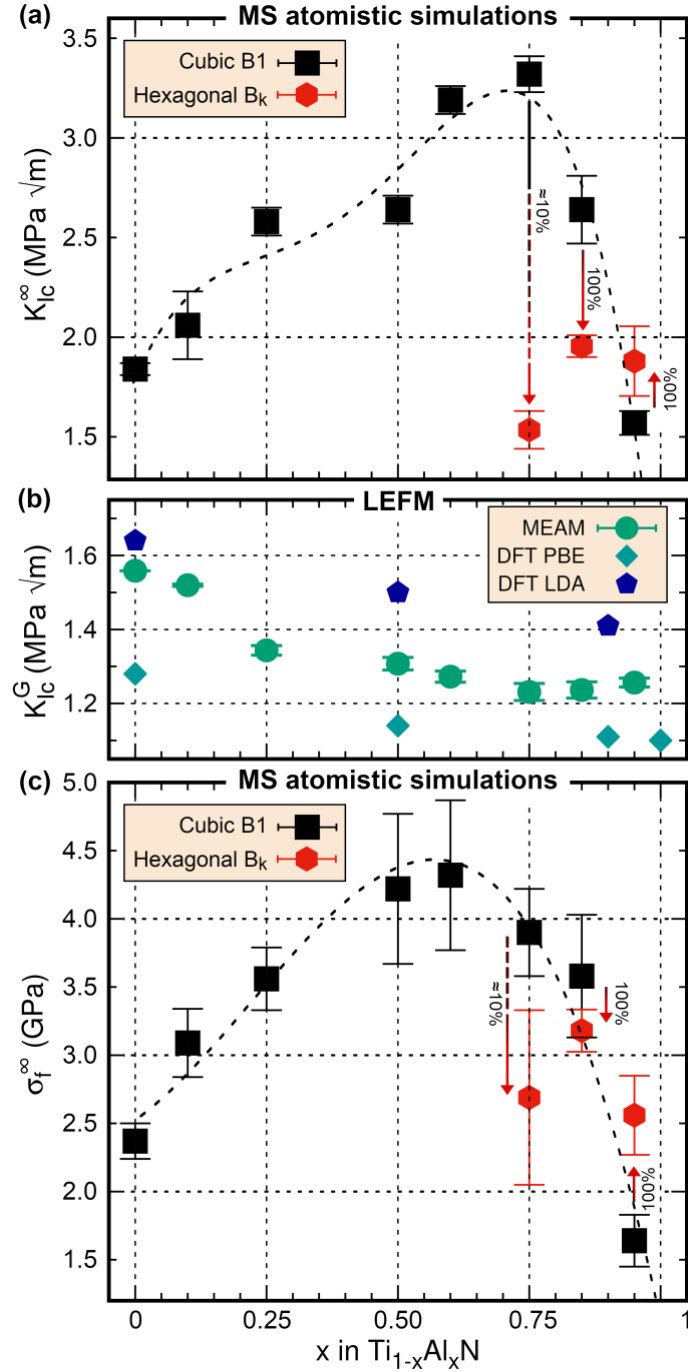 (a) MS atomistic simulations
Cubic B1
Hexagonal Bₖ
K_Ic^∞ (MPa √m)
3.5
3.0
2.5
2.0
1.5
≈10%
100%
100%
(b) LEFM
MEAM
DFT PBE
DFT LDA
K_Ic^G (MPa √m)
1.6
1.4
1.2
(c) MS atomistic simulations
Cubic B1
Hexagonal Bₖ
σ_f^∞ (GPa)
5.0
4.5
4.0
3.5
3.0
2.5
2.0
1.5
≈10%
100%
100%
0 0.25 0.50 0.75 1
x in Ti₁₋ₓAlₓN